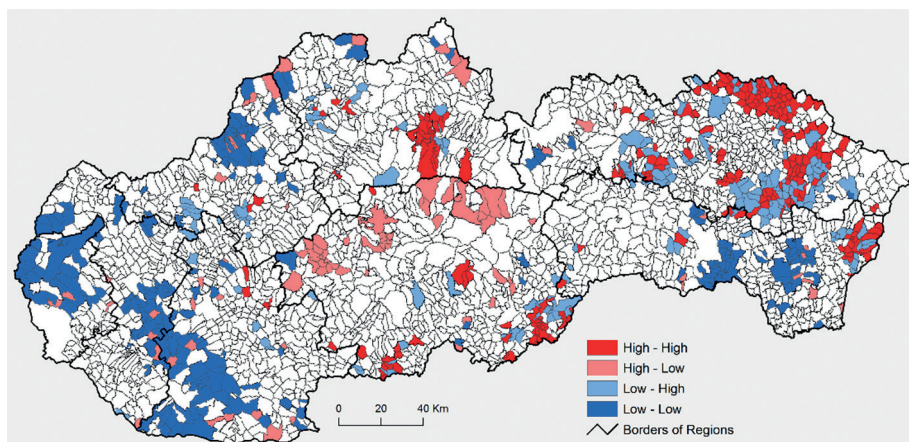 High - High
High - Low
Low - High
Low - Low
Borders of Regions
0 20 40 Km